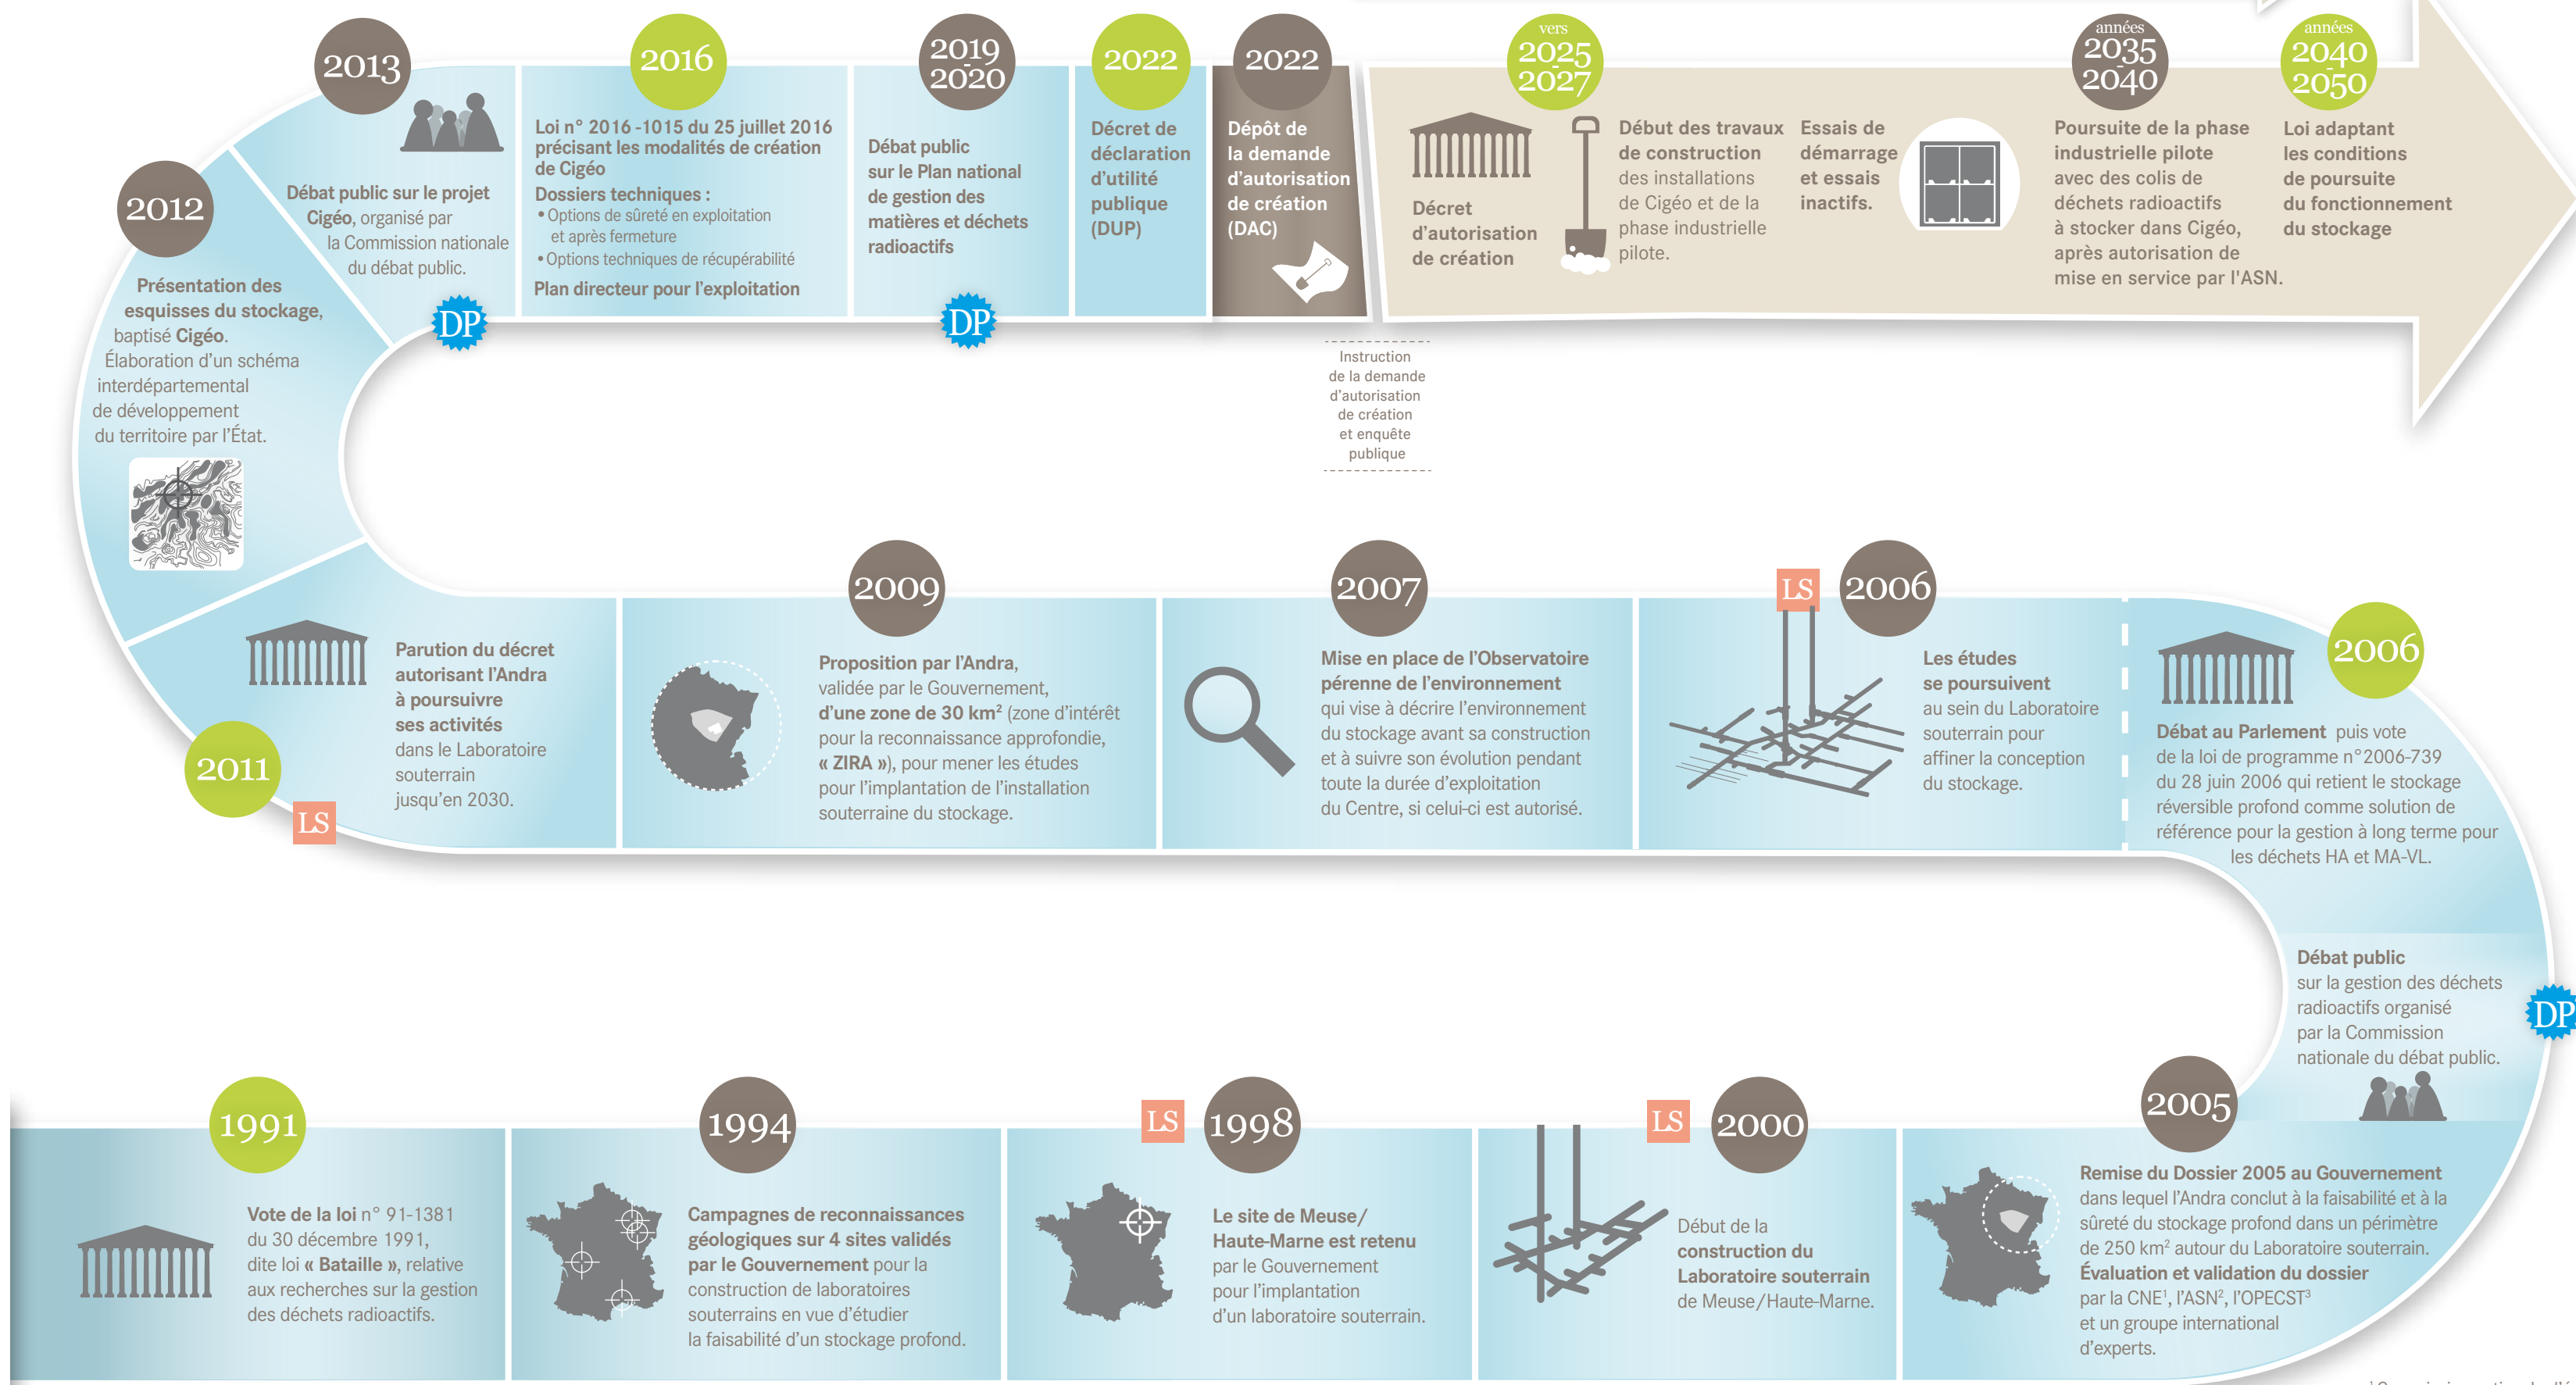 2013
Débat public sur le projet
Cigéo, organisé par
la Commission nationale
du débat public.
DP
2016
Loi n° 2016 -1015 du 25 juillet 2016
précisant les modalités de création
de Cigéo
Dossiers techniques :
• Options de sûreté en exploitation
et après fermeture
• Options techniques de récupérabilité
Plan directeur pour l'exploitation
2019
2020
Débat public
sur le Plan national
de gestion des
matières et déchets
radioactifs
DP
2022
Décret de
déclaration
d'utilité
publique
(DUP)
2022
Dépôt de
la demande
d'autorisation
de création
(DAC)
Instruction
de la demande
d'autorisation
de création
et enquête
publique
vers
2025
-
2027
Décret
d'autorisation
de création
Début des travaux
de construction
des installations
de Cigéo et de la
phase industrielle
pilote.
Essais de
démarrage
et essais
inactifs.
années
2035
-
2040
Poursuite de la phase
industrielle pilote
avec des colis de
déchets radioactifs
à stocker dans Cigéo,
après autorisation de
mise en service par l'ASN.
années
2040
-
2050
Loi adaptant
les conditions
de poursuite
du fonctionnement
du stockage
2012
Présentation des
esquisses du stockage,
baptisé Cigéo.
Élaboration d'un schéma
interdépartemental
de développement
du territoire par l'État.
2011
LS
Parution du décret
autorisant l'Andra
à poursuivre
ses activités
dans le Laboratoire
souterrain
jusqu'en 2030.
2009
Proposition par l'Andra,
validée par le Gouvernement,
d'une zone de 30 km² (zone d'intérêt
pour la reconnaissance approfondie,
« ZIRA »), pour mener les études
pour l'implantation de l'installation
souterraine du stockage.
2007
Mise en place de l'Observatoire
pérenne de l'environnement
qui vise à décrire l'environnement
du stockage avant sa construction
et à suivre son évolution pendant
toute la durée d'exploitation
du Centre, si celui-ci est autorisé.
LS
2006
Les études
se poursuivent
au sein du Laboratoire
souterrain pour
affiner la conception
du stockage.
2006
Débat au Parlement puis vote
de la loi de programme n°2006-739
du 28 juin 2006 qui retient le stockage
réversible profond comme solution de
référence pour la gestion à long terme pour
les déchets HA et MA-VL.
Débat public
sur la gestion des déchets
radioactifs organisé
par la Commission
nationale du débat public.
DP
1991
Vote de la loi n° 91-1381
du 30 décembre 1991,
dite loi « Bataille », relative
aux recherches sur la gestion
des déchets radioactifs.
1994
Campagnes de reconnaissances
géologiques sur 4 sites validés
par le Gouvernement pour la
construction de laboratoires
souterrains en vue d'étudier
la faisabilité d'un stockage profond.
LS
1998
Le site de Meuse/
Haute-Marne est retenu
par le Gouvernement
pour l'implantation
d'un laboratoire souterrain.
LS
2000
Début de la
construction du
Laboratoire souterrain
de Meuse/Haute-Marne.
2005
Remise du Dossier 2005 au Gouvernement
dans lequel l'Andra conclut à la faisabilité et à la
sûreté du stockage profond dans un périmètre
de 250 km² autour du Laboratoire souterrain.
Évaluation et validation du dossier
par la CNE¹, l'ASN², l'OPECST³
et un groupe international
d'experts.